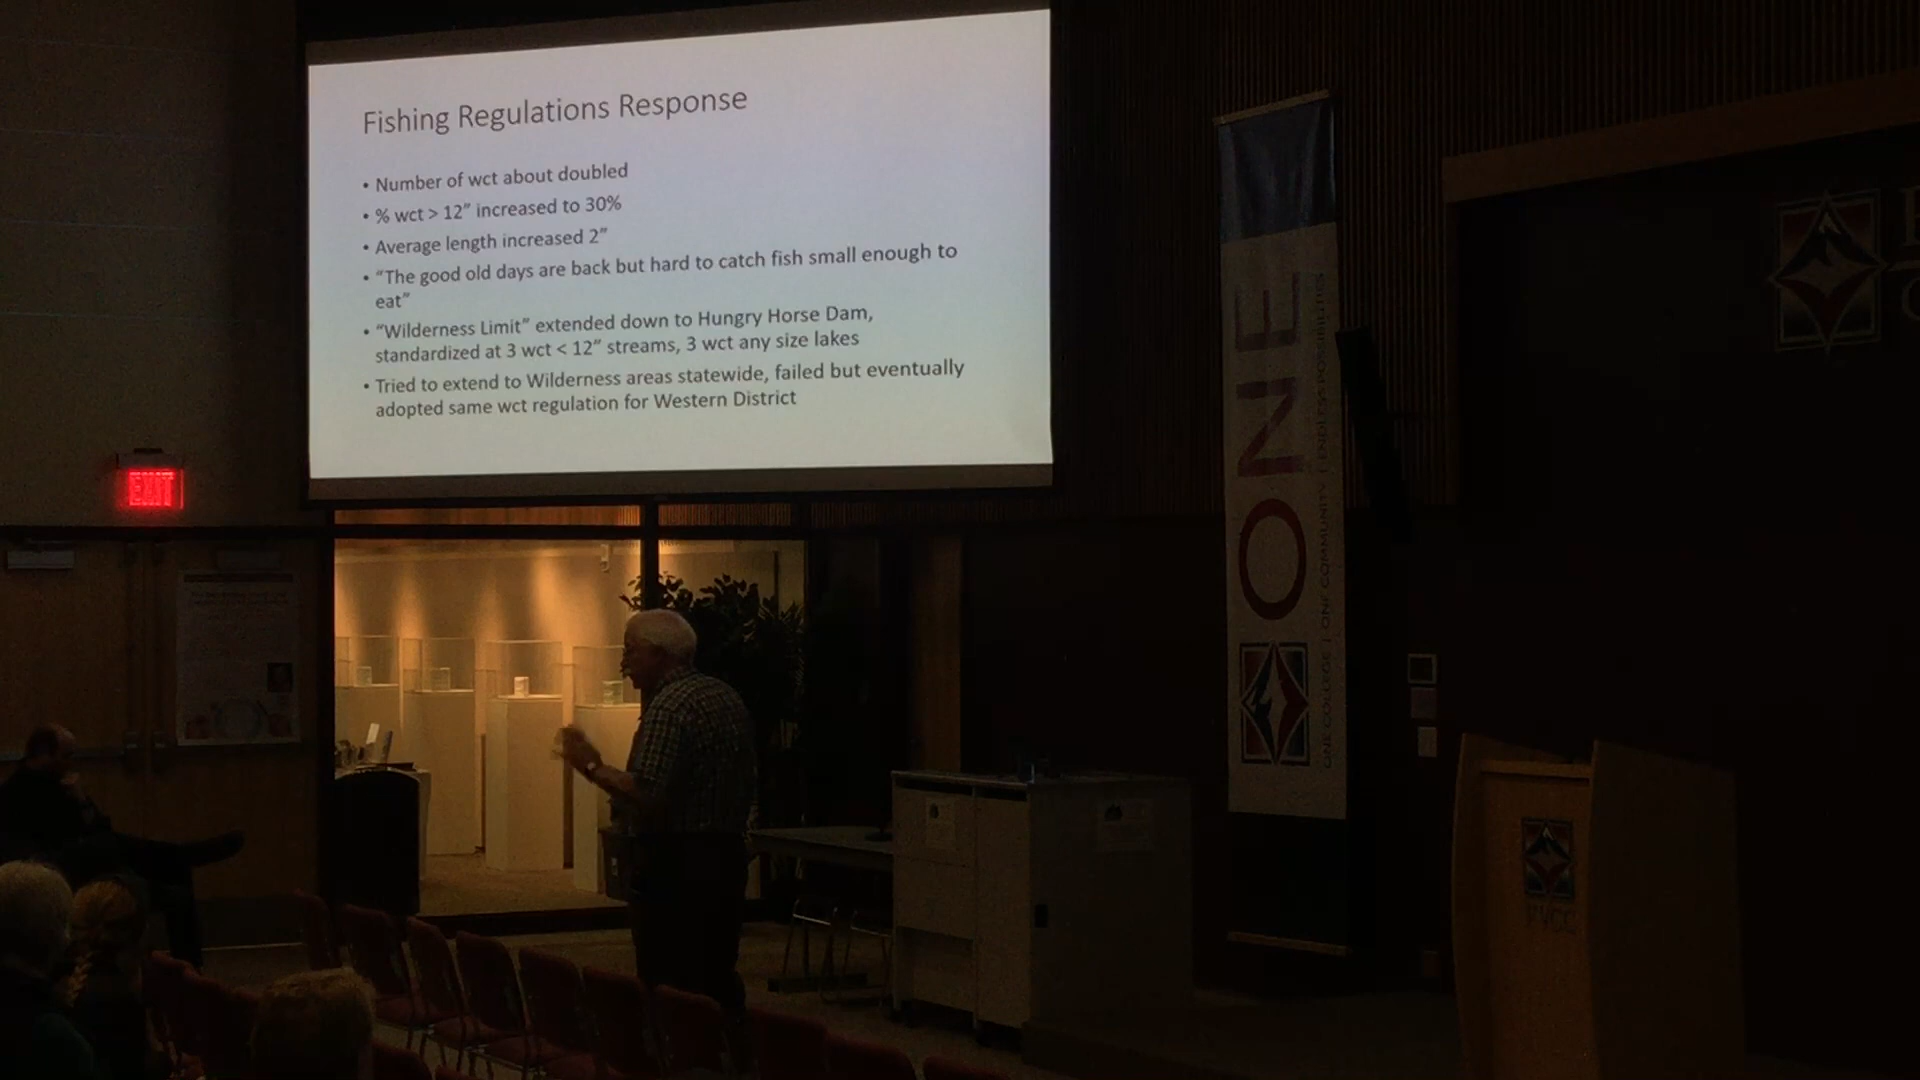 Fishing Regulations Response
• Number of wct about doubled
• % wct > 12” increased to 30%
• Average length increased 2”
• “The good old days are back but hard to catch fish small enough to
eat”
• “Wilderness Limit” extended down to Hungry Horse Dam,
standardized at 3 wct < 12” streams, 3 wct any size lakes
• Tried to extend to Wilderness areas statewide, failed but eventually
adopted same wct regulation for Western District
EXIT
ONE
ONE COLLEGE | ONE COMMUNITY | ENDLESS POSSIBILITIES
FVCC